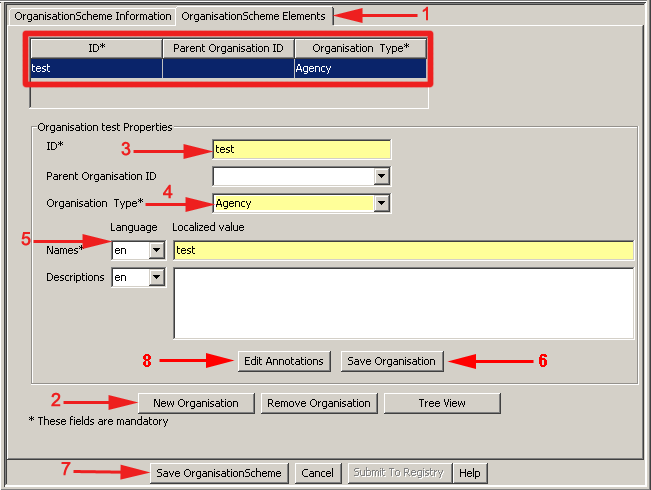 OrganisationScheme Information OrganisationScheme Elements 1
ID* Parent Organisation ID Organisation Type*
test Agency
Organisation test Properties
ID* 3 test
Parent Organisation ID
Organisation Type* 4 Agency
Language Localized value
5
Names* en test
Descriptions en
8 Edit Annotations Save Organisation 6
2 New Organisation Remove Organisation Tree View
* These fields are mandatory
7 Save OrganisationScheme Cancel Submit To Registry Help